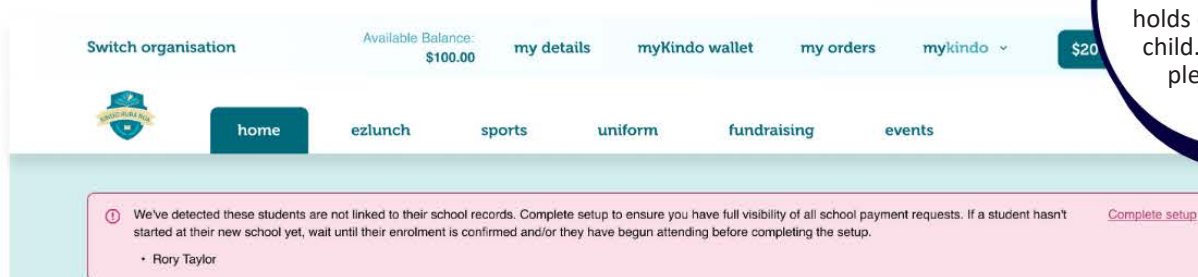 holds
child.
ple
Switch organisation
Available Balance:
$100.00
my details
myKindo wallet
my orders
mykindo
$20
home
ezlunch
sports
uniform
fundraising
events
We've detected these students are not linked to their school records. Complete setup to ensure you have full visibility of all school payment requests. If a student hasn't
started at their new school yet, wait until their enrolment is confirmed and/or they have begun attending before completing the setup.
Complete setup
• Rory Taylor